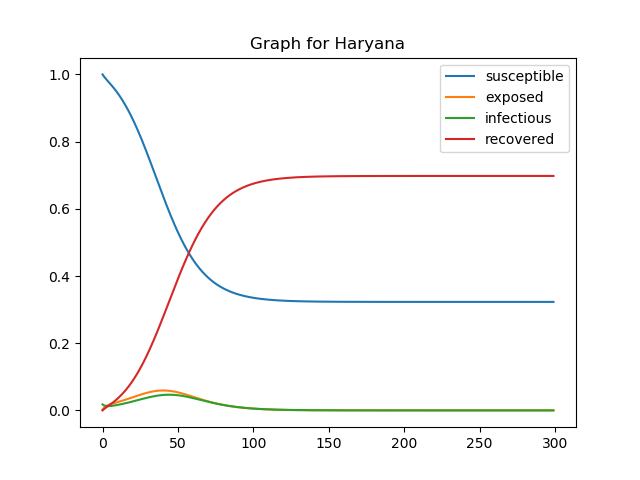 Graph for Haryana
susceptible
exposed
infectious
recovered
1.0
0.8
0.6
0.4
0.2
0.0
0 50 100 150 200 250 300